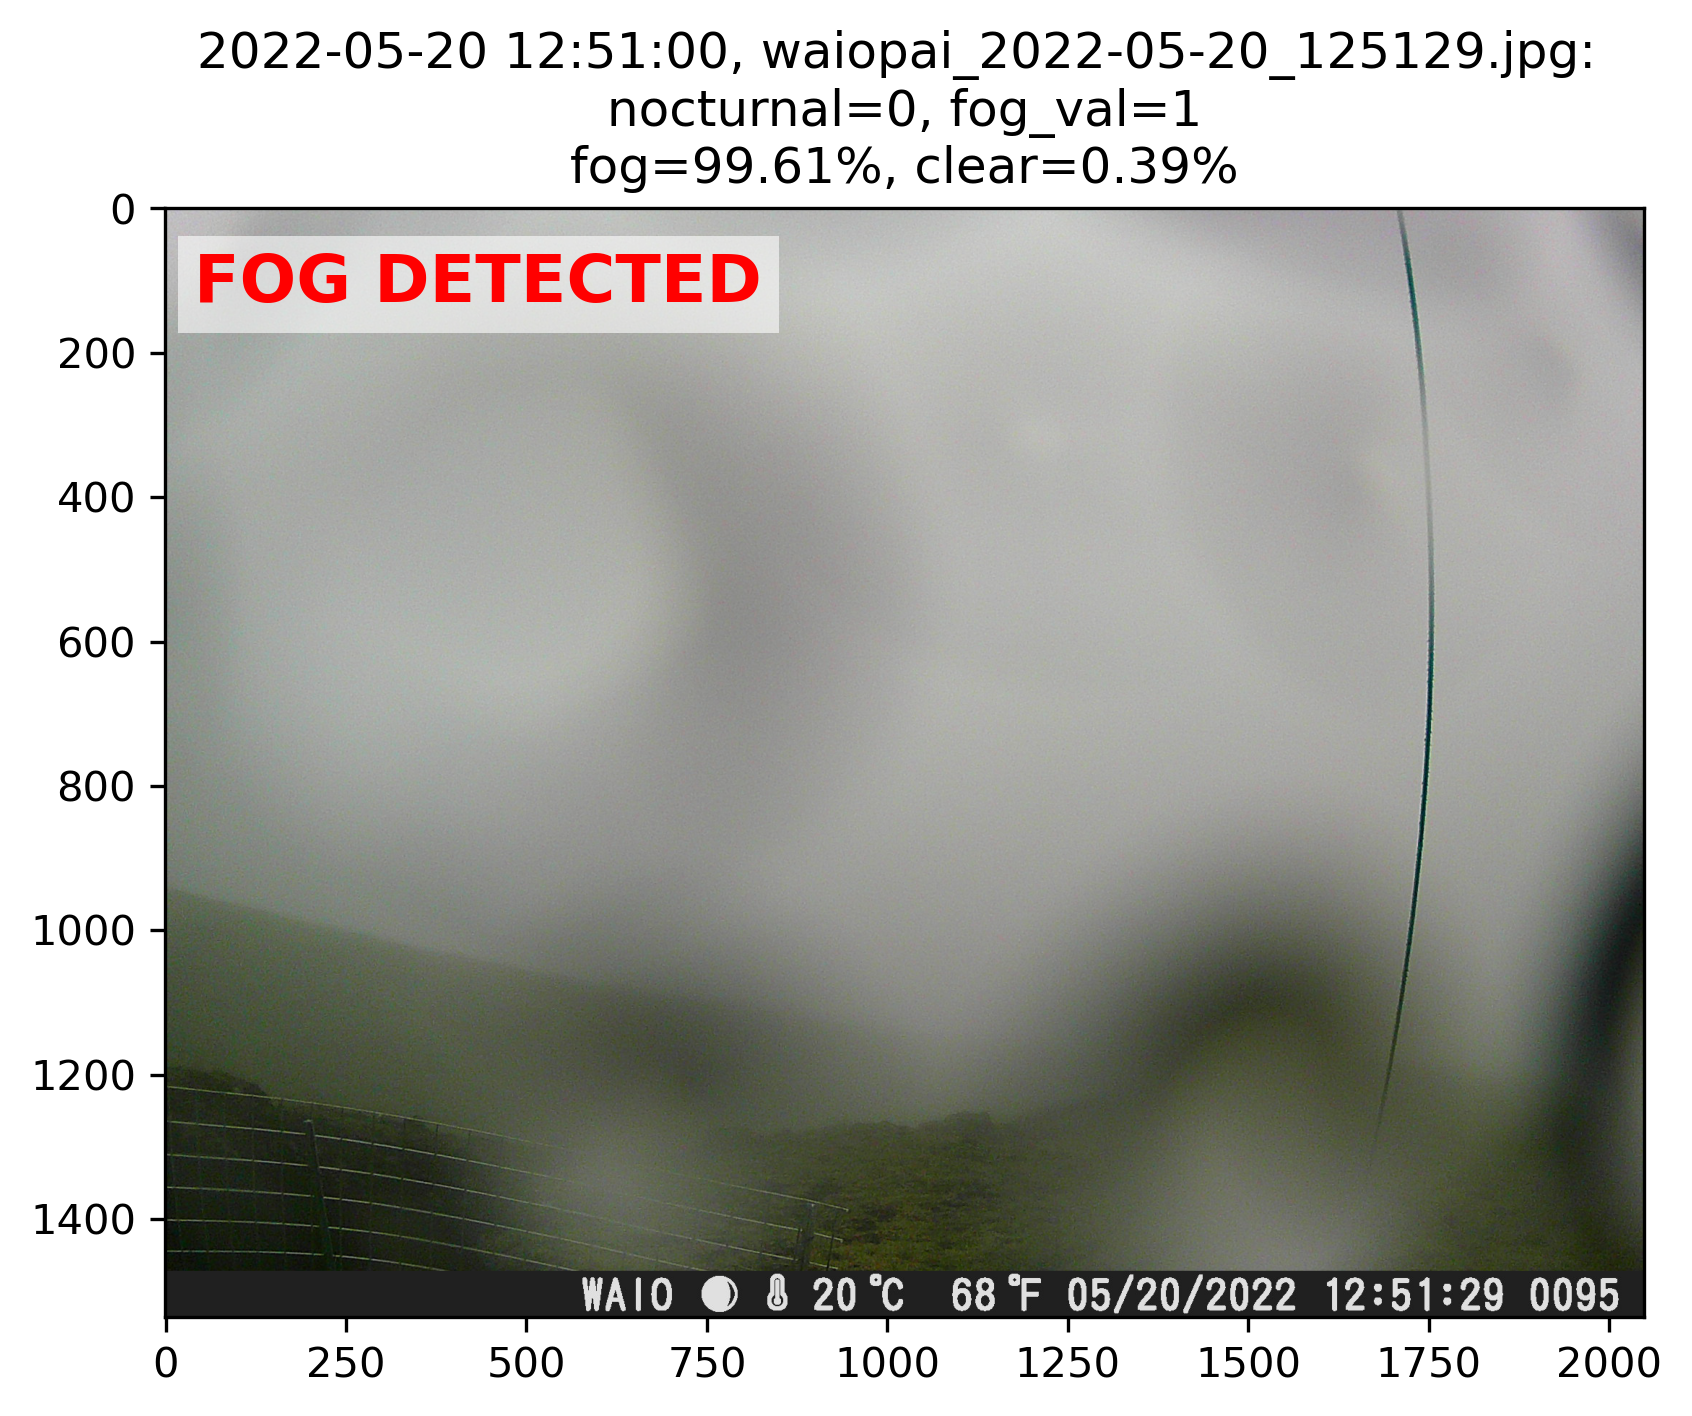 2022-05-20 12:51:00, waiopai_2022-05-20_125129.jpg:
nocturnal=0, fog_val=1
fog=99.61%, clear=0.39%
FOG DETECTED
0
200
400
600
800
1000
1200
1400
WAIO 20°C 68°F 05/20/2022 12:51:29 0095
0 250 500 750 1000 1250 1500 1750 2000